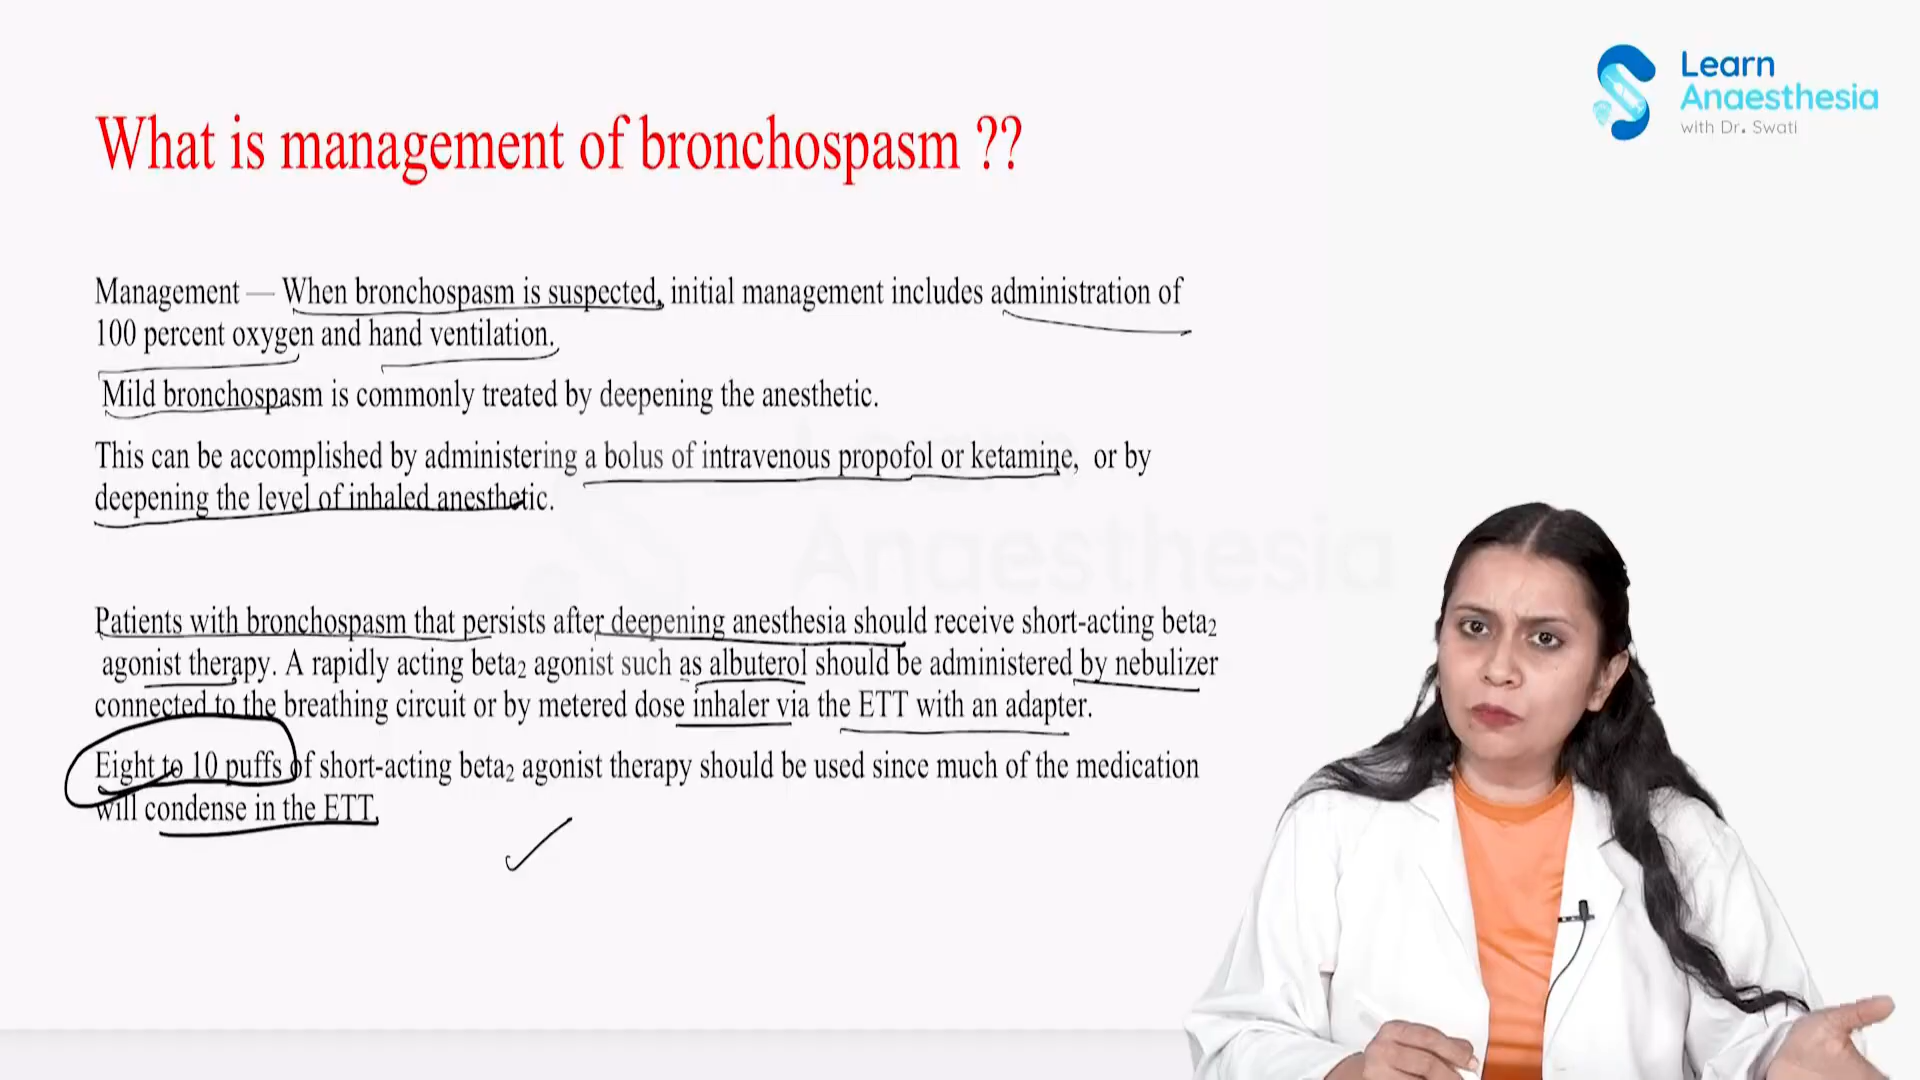 Learn
Anaesthesia
with Dr. Swati
What is management of bronchospasm ??
Management — When bronchospasm is suspected, initial management includes administration of
100 percent oxygen and hand ventilation.
Mild bronchospasm is commonly treated by deepening the anesthetic.
This can be accomplished by administering a bolus of intravenous propofol or ketamine, or by
deepening the level of inhaled anesthetic.
Learn
Anaesthesia
Patients with bronchospasm that persists after deepening anesthesia should receive short-acting beta₂
agonist therapy. A rapidly acting beta₂ agonist such as albuterol should be administered by nebulizer
connected to the breathing circuit or by metered dose inhaler via the ETT with an adapter.
Eight to 10 puffs of short-acting beta₂ agonist therapy should be used since much of the medication
will condense in the ETT.